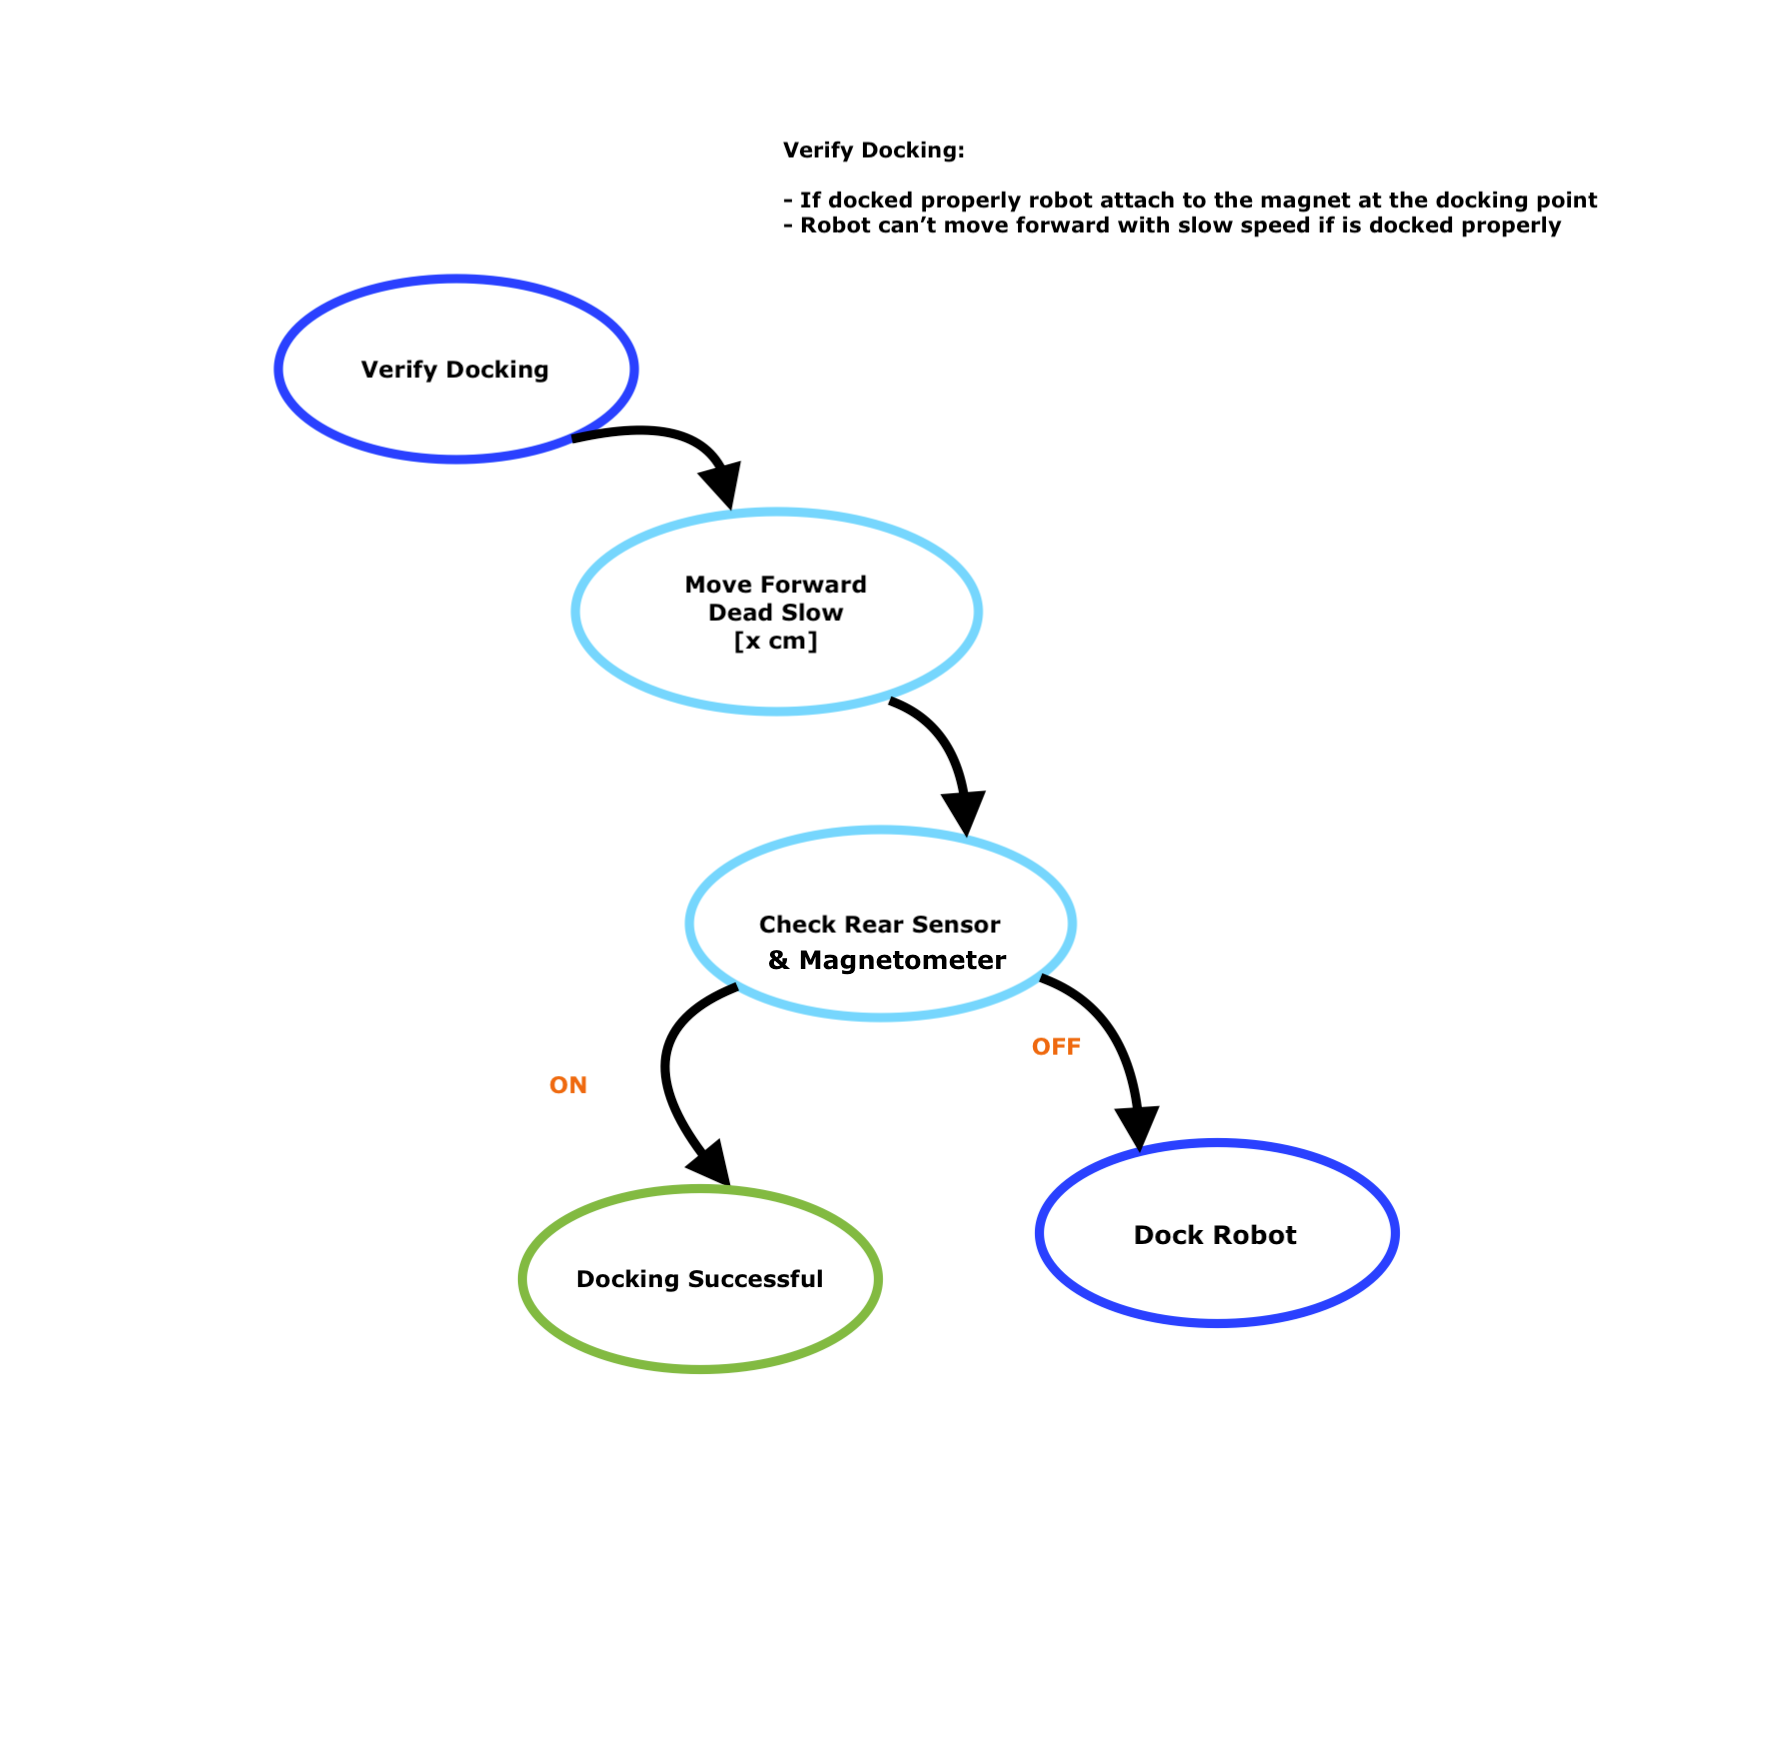 Verify Docking:
- If docked properly robot attach to the magnet at the docking point
- Robot can’t move forward with slow speed if is docked properly
Verify Docking
Move Forward
Dead Slow
[x cm]
Check Rear Sensor
& Magnetometer
OFF
ON
Dock Robot
Docking Successful